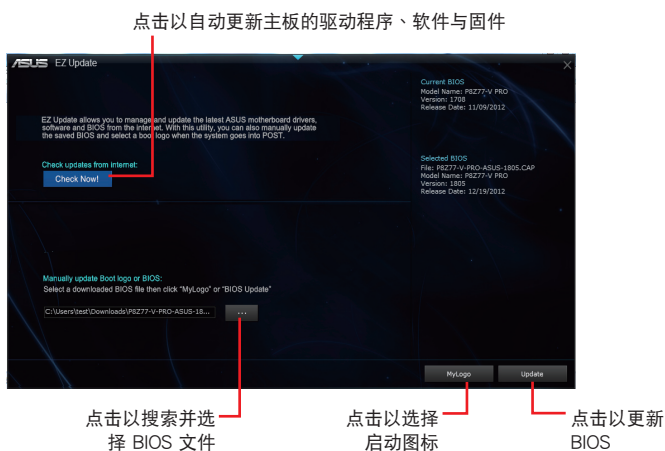 点击以自动更新主板的驱动程序、软件与固件
ASUS EZ Update
Current BIOS
Model Name: P8Z77-V PRO
Version: 1708
Release Date: 11/09/2012
EZ Update allows you to manage and update the latest ASUS motherboard drivers,
software and BIOS from the internet. With this utility, you can also manually update
the saved BIOS and select a boot logo when the system goes into POST.
Check updates from internet:
Check Now!
Selected BIOS
File: P8Z77-V-PRO-ASUS-1805.CAP
Model Name: P8Z77-V PRO
Version: 1805
Release Date: 12/19/2012
Manually update Boot logo or BIOS:
Select a downloaded BIOS file then click "MyLogo" or "BIOS Update"
C:\Users\test\Downloads\P8Z77-V-PRO-ASUS-18...
...
MyLogo
Update
点击以搜索并选
择 BIOS 文件
点击以选择
启动图标
点击以更新
BIOS